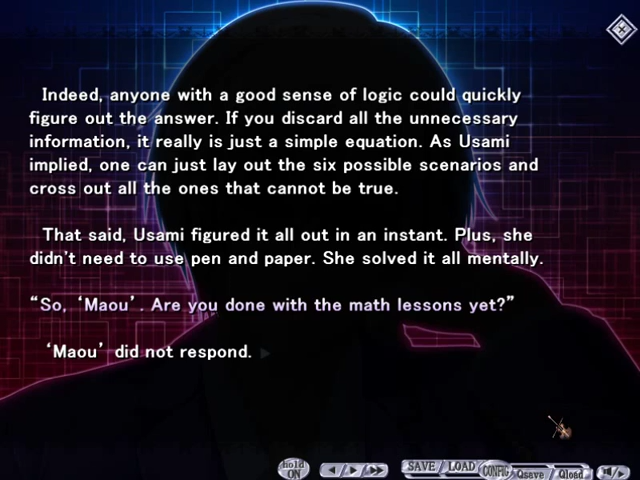 Indeed, anyone with a good sense of logic could quickly
figure out the answer. If you discard all the unnecessary
information, it really is just a simple equation. As Usami
implied, one can just lay out the six possible scenarios and
cross out all the ones that cannot be true.
That said, Usami figured it all out in an instant. Plus, she
didn't need to use pen and paper. She solved it all mentally.
“So, ‘Maou’. Are you done with the math lessons yet?”
‘Maou’ did not respond.
hold
ON
SAVE / LOAD CONFIG Qsave Qload